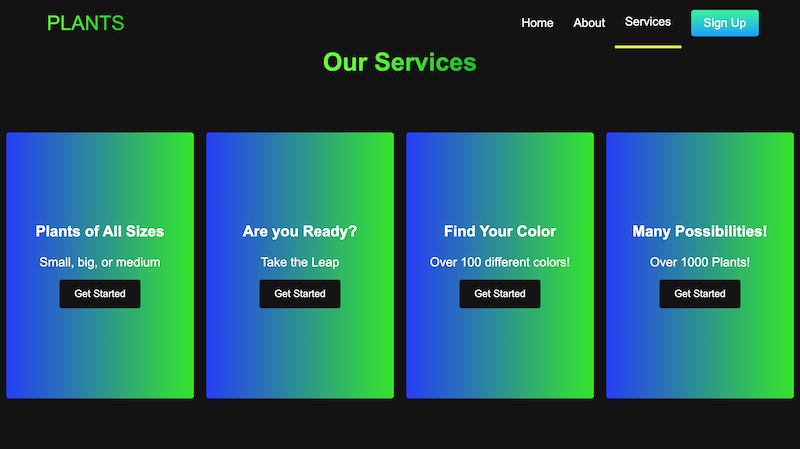 PLANTS
Home
About
Services
Sign Up
Our Services
Plants of All Sizes
Small, big, or medium
Get Started
Are you Ready?
Take the Leap
Get Started
Find Your Color
Over 100 different colors!
Get Started
Many Possibilities!
Over 1000 Plants!
Get Started